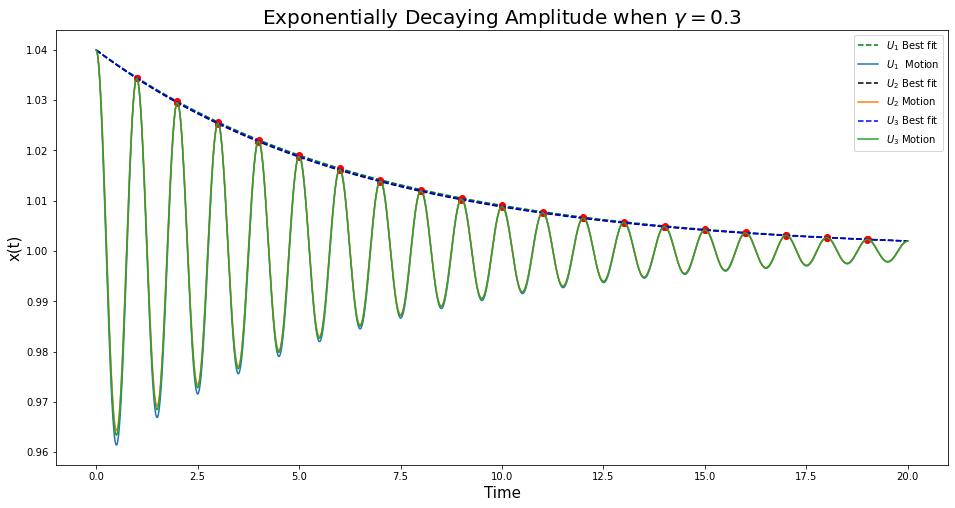 Exponentially Decaying Amplitude when γ = 0.3
x(t)
1.04
1.03
1.02
1.01
1.00
0.99
0.98
0.97
0.96
U₁ Best fit
U₁ Motion
U₂ Best fit
U₂ Motion
U₃ Best fit
U₃ Motion
0.0 2.5 5.0 7.5 10.0 12.5 15.0 17.5 20.0
Time